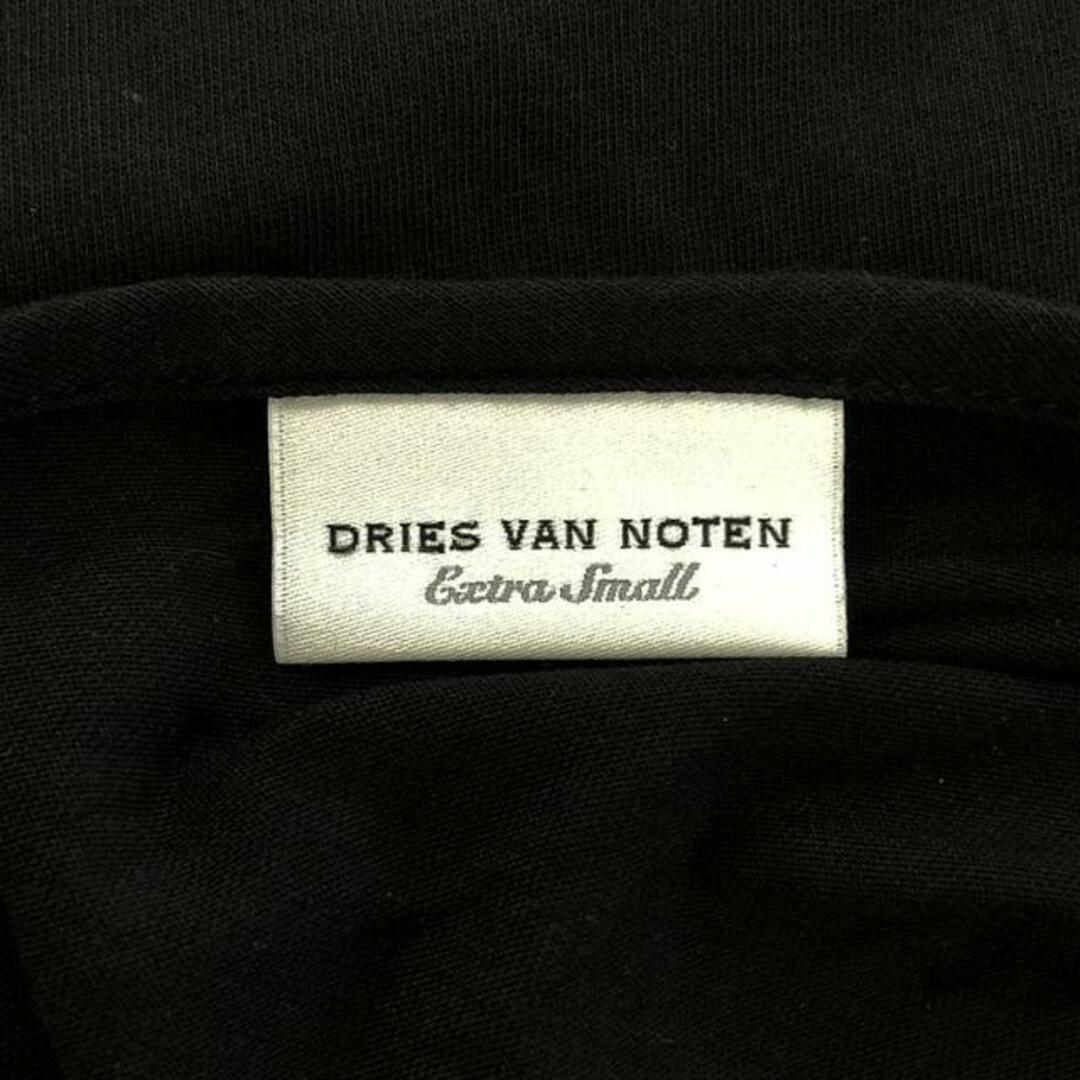 DRIES VAN NOTEN
Extra Small